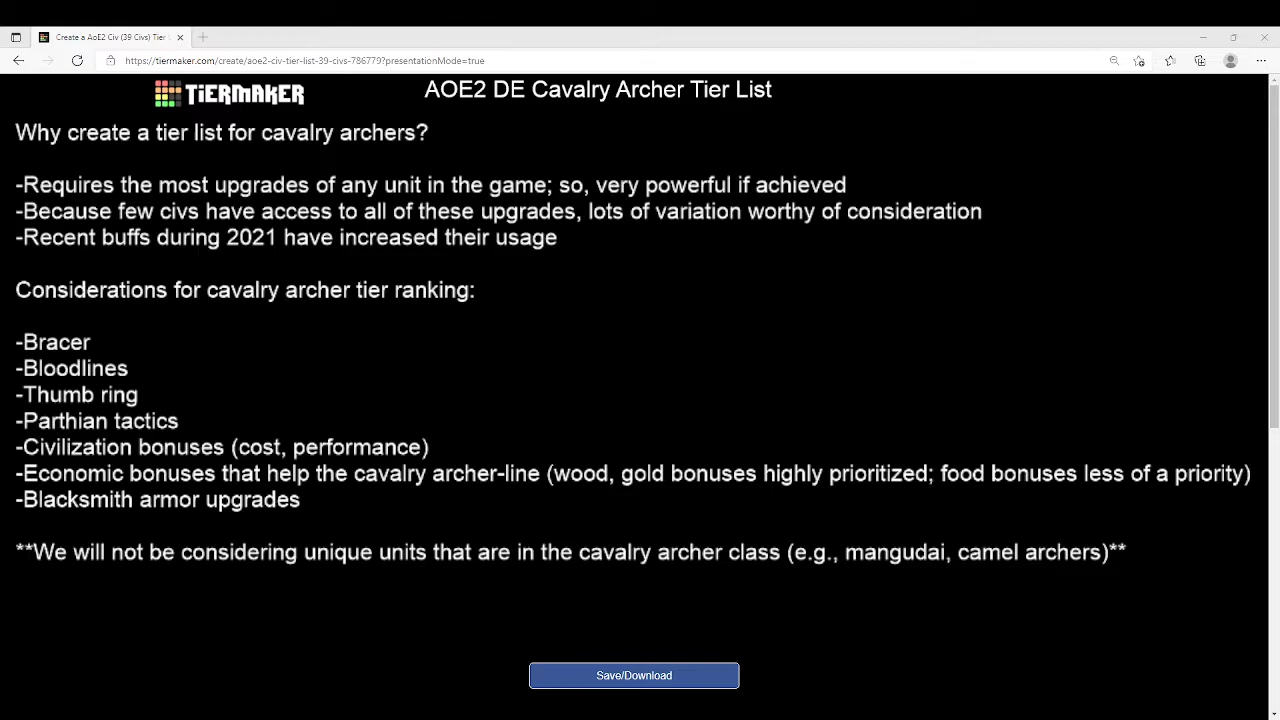 Create a AoE2 Civ (39 Civs) Tier
https://tiermaker.com/create/aoe2-civ-tier-list-39-civs-786779?presentationMode=true
TIERMAKER
AOE2 DE Cavalry Archer Tier List
Why create a tier list for cavalry archers?
-Requires the most upgrades of any unit in the game; so, very powerful if achieved
-Because few civs have access to all of these upgrades, lots of variation worthy of consideration
-Recent buffs during 2021 have increased their usage
Considerations for cavalry archer tier ranking:
-Bracer
-Bloodlines
-Thumb ring
-Parthian tactics
-Civilization bonuses (cost, performance)
-Economic bonuses that help the cavalry archer-line (wood, gold bonuses highly prioritized; food bonuses less of a priority)
-Blacksmith armor upgrades
**We will not be considering unique units that are in the cavalry archer class (e.g., mangudai, camel archers)**
Save/Download